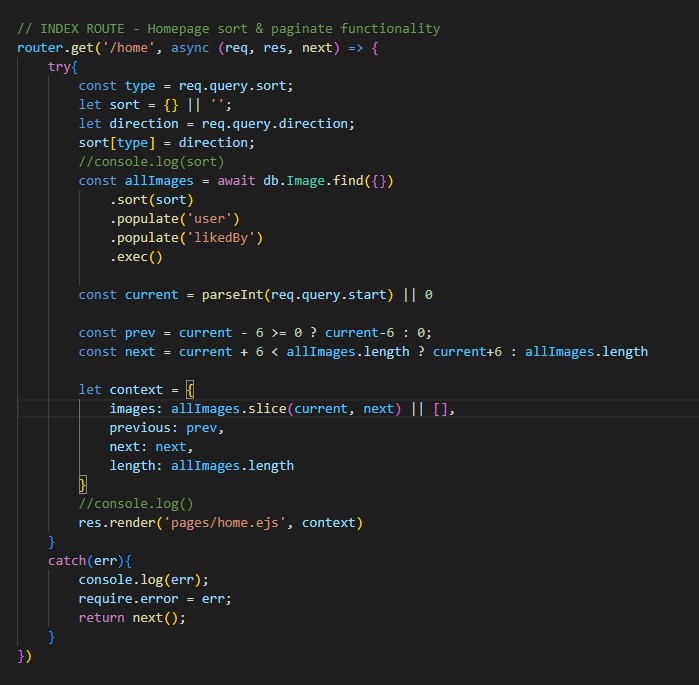 // INDEX ROUTE - Homepage sort & paginate functionality
router.get('/home', async (req, res, next) => {
    try{
        const type = req.query.sort;
        let sort = {} || '';
        let direction = req.query.direction;
        sort[type] = direction;
        //console.log(sort)
        const allImages = await db.Image.find({})
            .sort(sort)
            .populate('user')
            .populate('likedBy')
            .exec()

        const current = parseInt(req.query.start) || 0

        const prev = current - 6 >= 0 ? current-6 : 0;
        const next = current + 6 < allImages.length ? current+6 : allImages.length

        let context = {
            images: allImages.slice(current, next) || [],
            previous: prev,
            next: next,
            length: allImages.length
        }
        //console.log()
        res.render('pages/home.ejs', context)
    }
    catch(err){
        console.log(err);
        require.error = err;
        return next();
    }
})